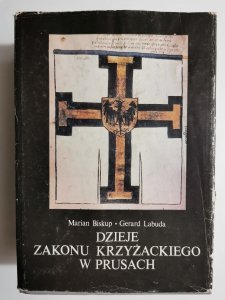 Marian Biskup • Gerard Labuda
DZIEJE
ZAKONU KRZYŻACKIEGO
W PRUSACH